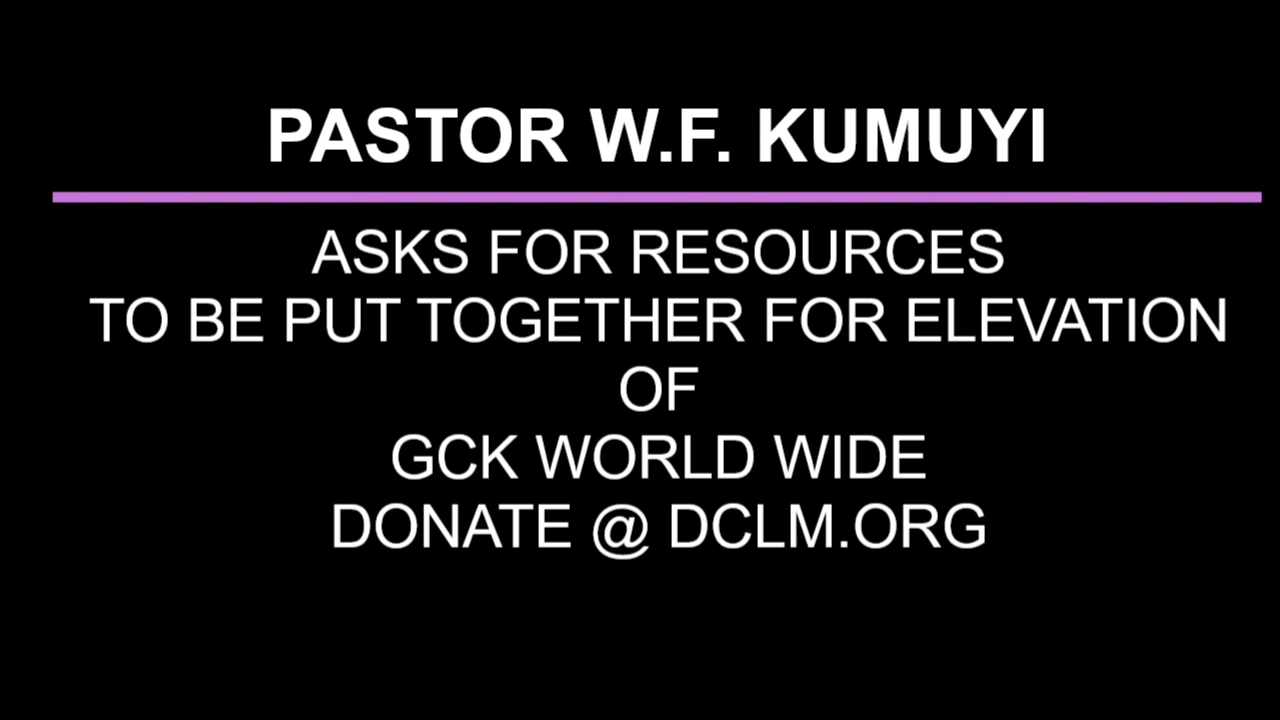 PASTOR W.F. KUMUYI
ASKS FOR RESOURCES
TO BE PUT TOGETHER FOR ELEVATION
OF
GCK WORLD WIDE
DONATE @ DCLM.ORG